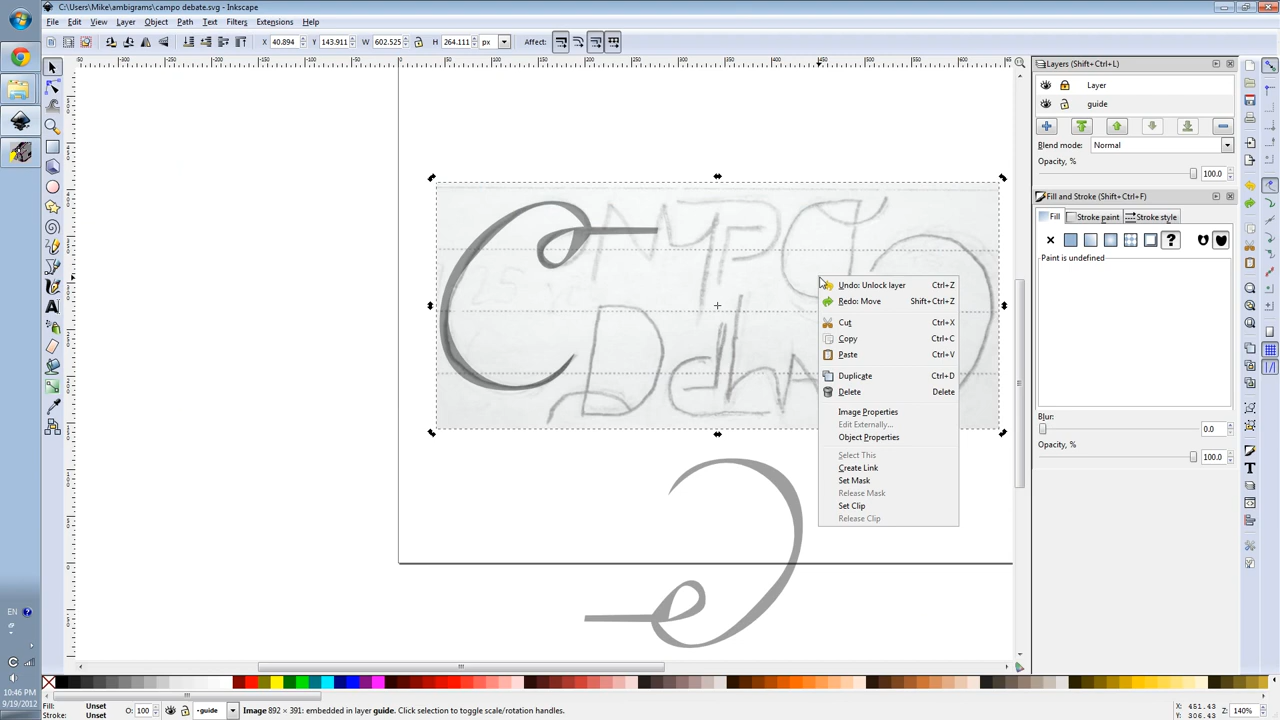 C:\Users\Mike\ambigrams\campo debate.svg - Inkscape
File Edit View Layer Object Path Text Filters Extensions Help
X 40.894 Y 143.911 W 602.525 H 264.111 px Affect:
Layers (Shift+Ctrl+L)
Layer
guide
Blend mode: Normal
Opacity, %
100.0
Fill and Stroke (Shift+Ctrl+F)
Fill Stroke paint Stroke style
Paint is undefined
Blur:
0.0
Opacity, %
100.0
Campo
Undo: Unlock layer Ctrl+Z
Redo: Move Shift+Ctrl+Z
Cut Ctrl+X
Copy Ctrl+C
Paste Ctrl+V
Duplicate Ctrl+D
Delete Delete
Image Properties
Edit Externally...
Object Properties
Select This
Create Link
Set Mask
Release Mask
Set Clip
Release Clip
EN
10:46 PM
9/19/2012
Fill: Unset
Stroke: Unset
O: 100
guide
Image 892 × 391: embedded in layer guide. Click selection to toggle scale/rotation handles.
X: 451.43
Y: 306.43
Z: 140%